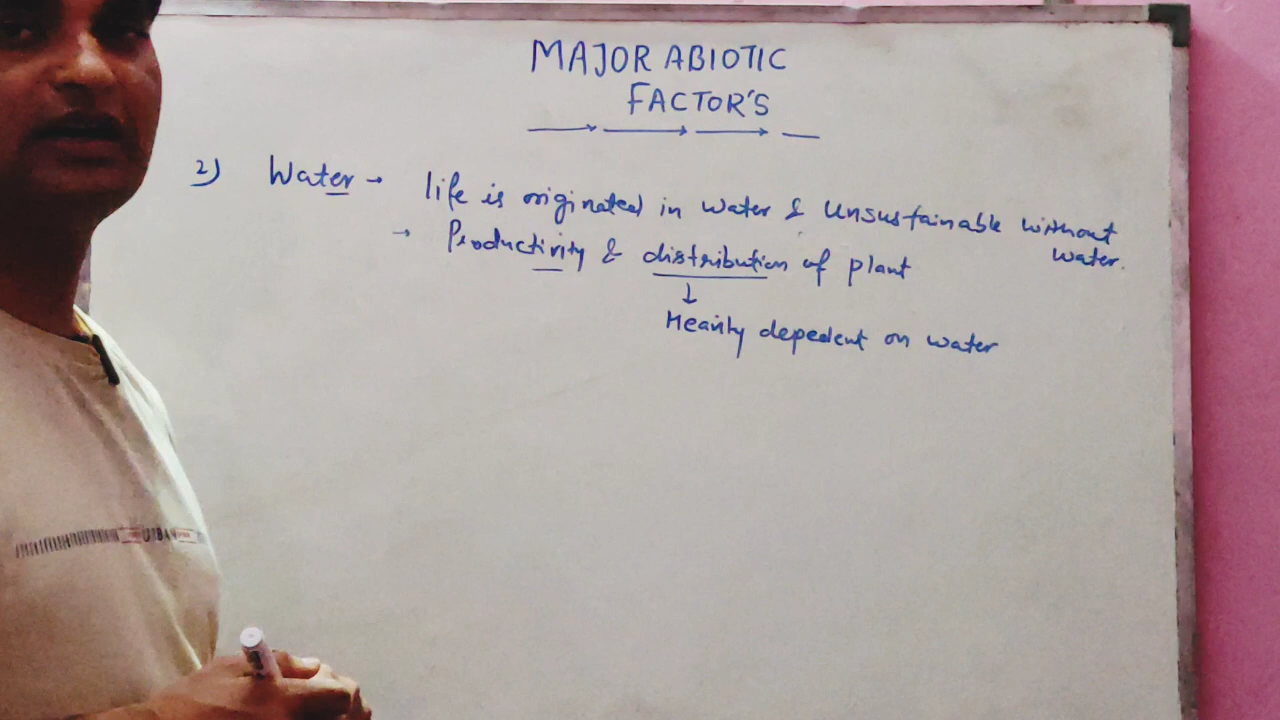 MAJOR ABIOTIC
FACTOR'S
2) Water → life is originated in water & Unsustainable without
water.
→ Productivity & distribution of plant
↓
Heavily depedent on water
URBAN